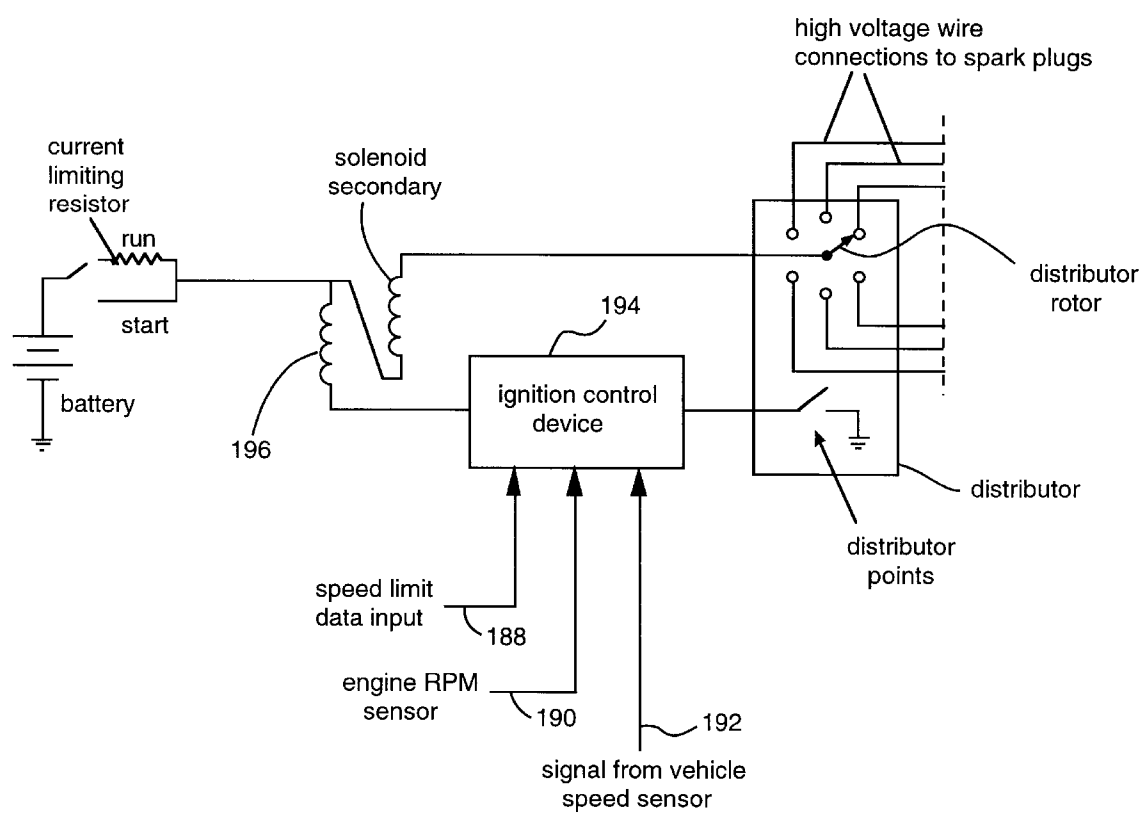 high voltage wire
connections to spark plugs
current
limiting
resistor
solenoid
secondary
run
start
battery
196
194
ignition control
device
distributor
rotor
distributor
distributor
points
speed limit
data input
188
engine RPM
sensor
190
192
signal from vehicle
speed sensor